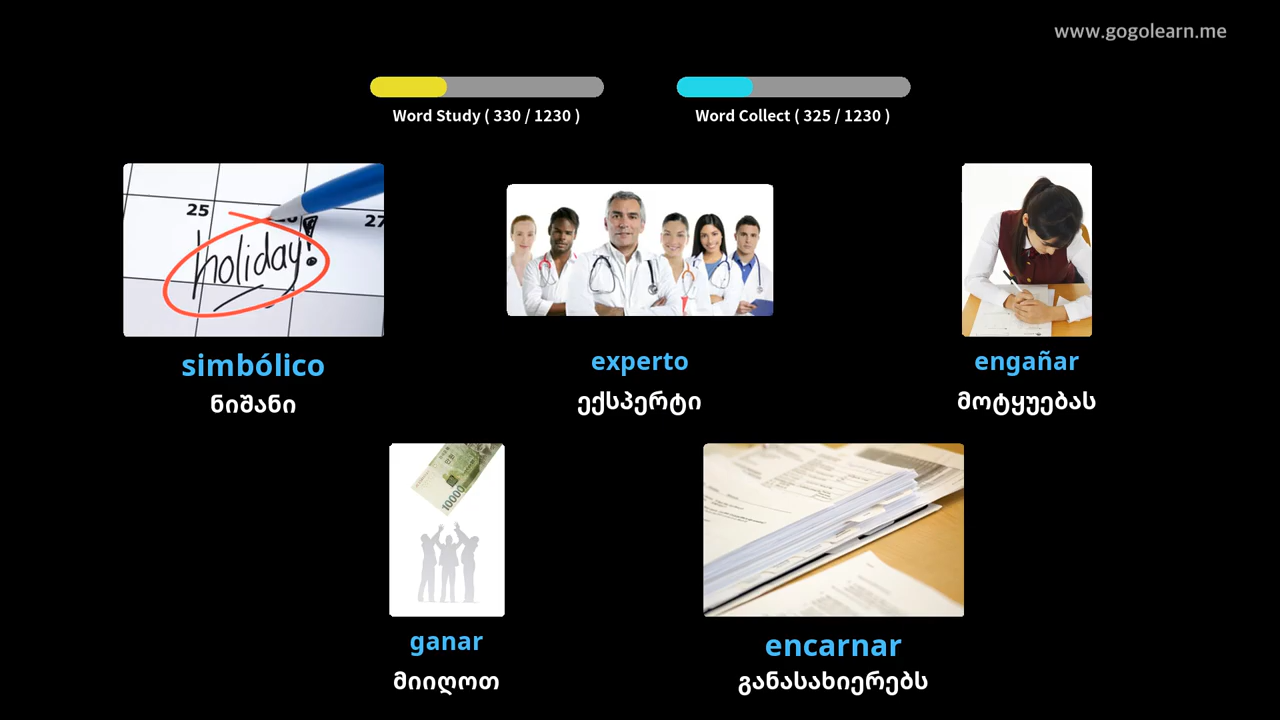 www.gogolearn.me
Word Study ( 330 / 1230 )
Word Collect ( 325 / 1230 )
25
27
holiday!
simbólico
ნიშანი
experto
ექსპერტი
engañar
მოტყუებას
10000
ganar
მიიღოთ
encarnar
განასახიერებს